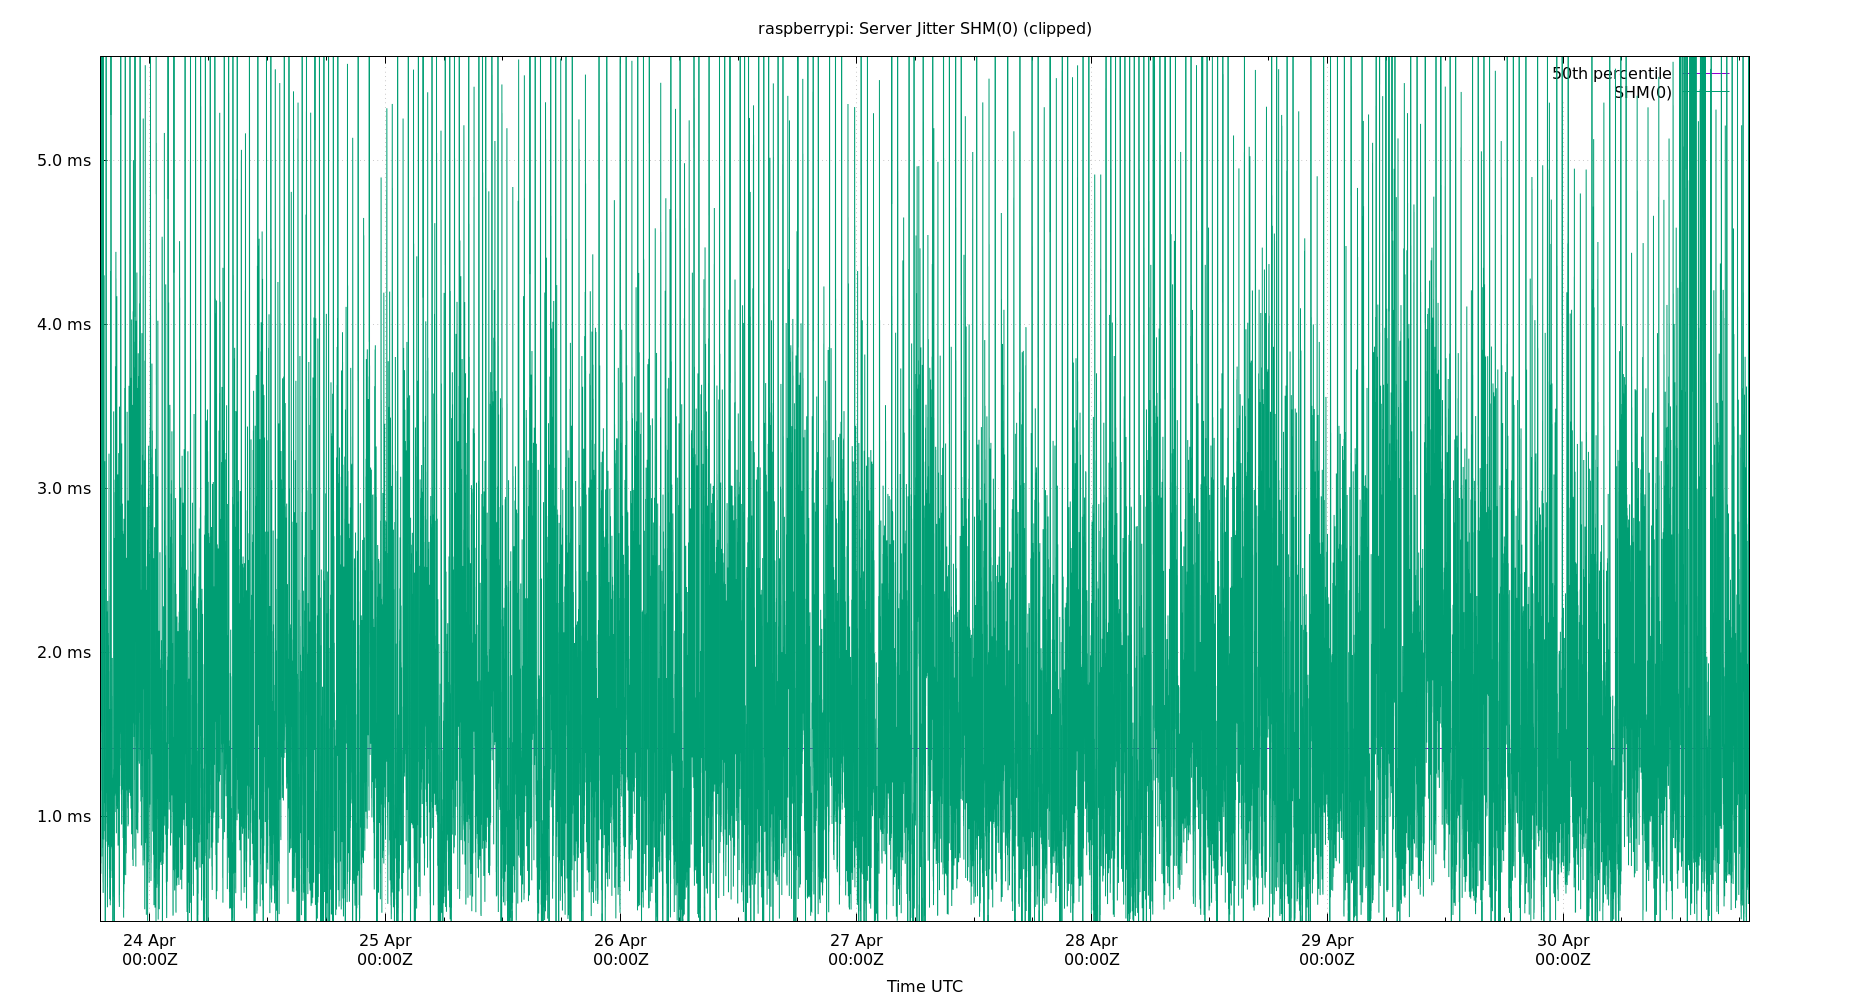 raspberrypi: Server Jitter SHM(0) (clipped)
50th percentile
SHM(0)
5.0 ms
4.0 ms
3.0 ms
2.0 ms
1.0 ms
24 Apr 25 Apr 26 Apr 27 Apr 28 Apr 29 Apr 30 Apr
00:00Z 00:00Z 00:00Z 00:00Z 00:00Z 00:00Z 00:00Z
Time UTC